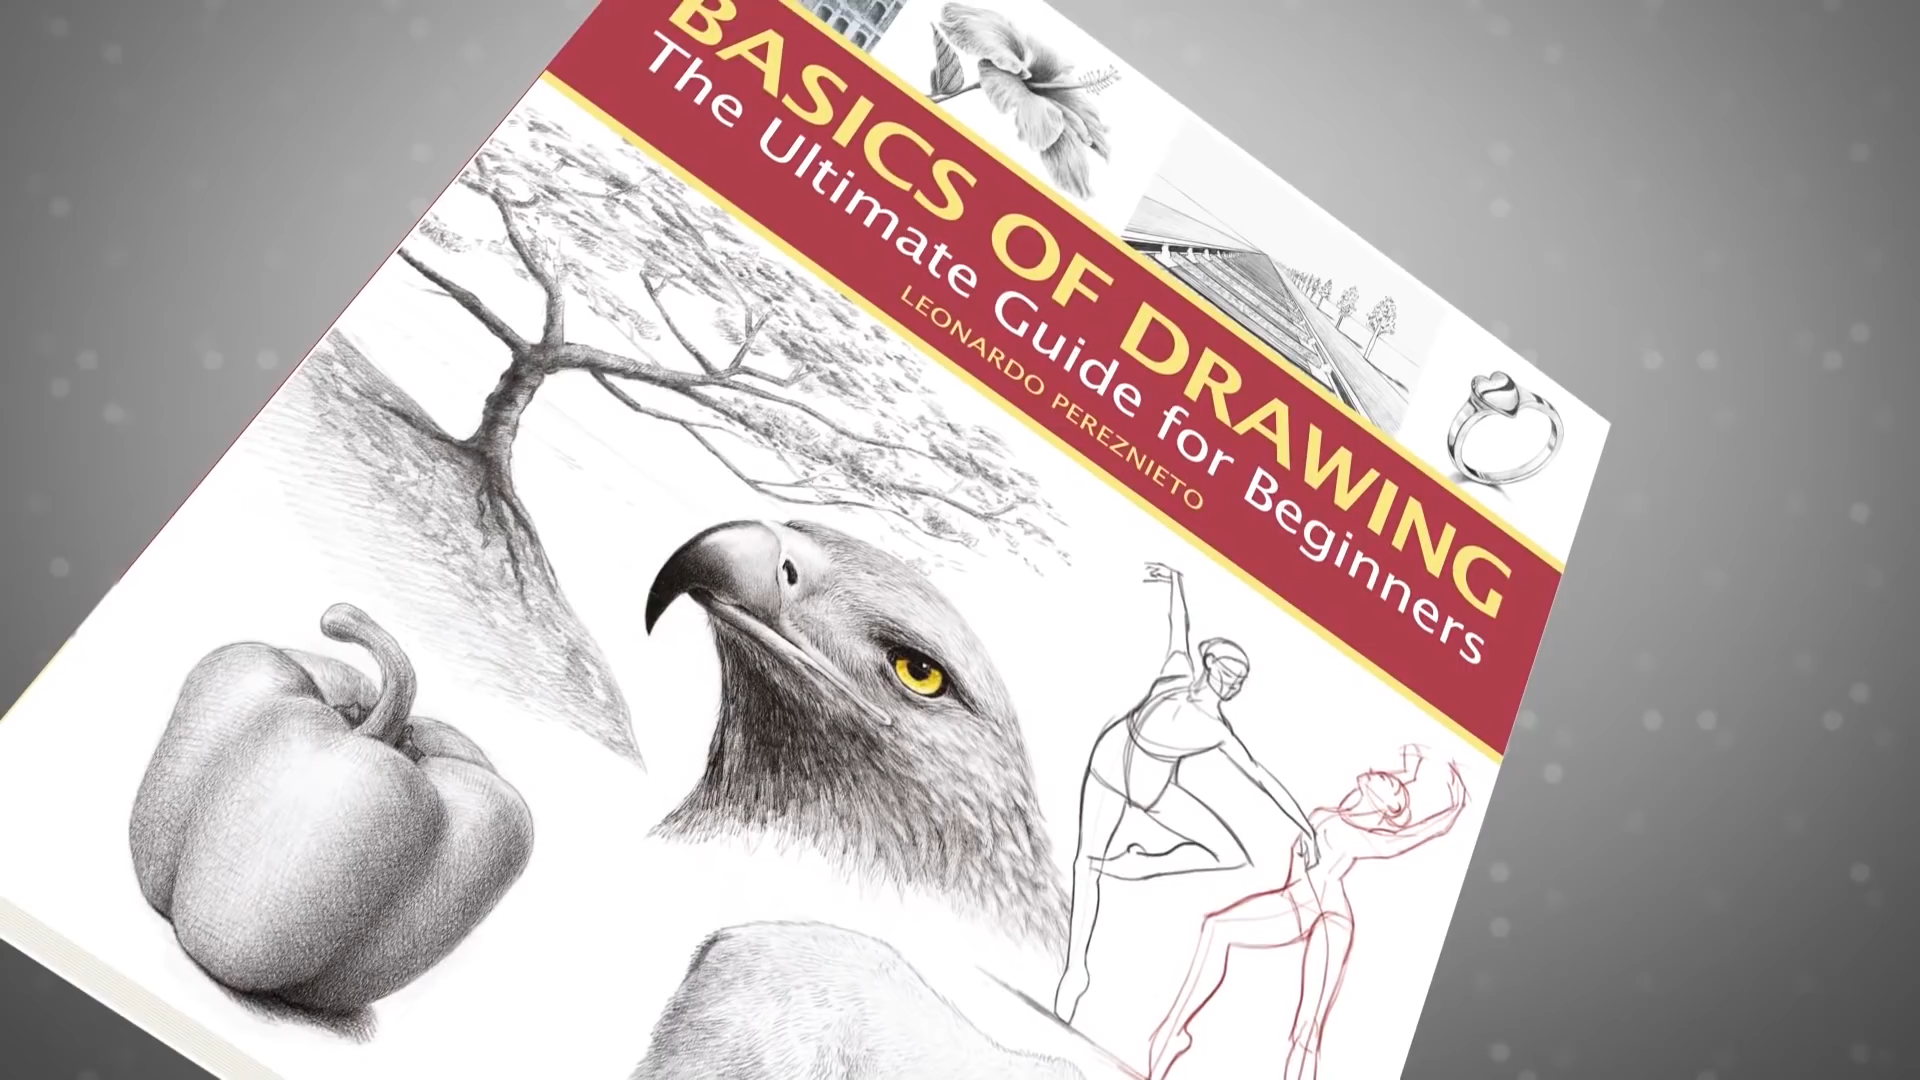 BASICS OF DRAWING
The Ultimate Guide for Beginners
LEONARDO PEREZNIETO